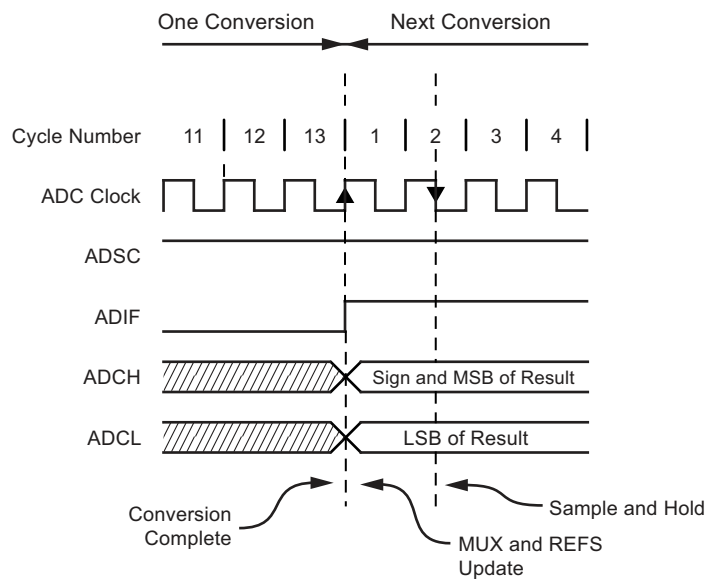 One Conversion Next Conversion
Cycle Number 11 12 13 1 2 3 4
ADC Clock
ADSC
ADIF
ADCH Sign and MSB of Result
ADCL LSB of Result
Conversion
Complete
MUX and REFS
Update
Sample and Hold